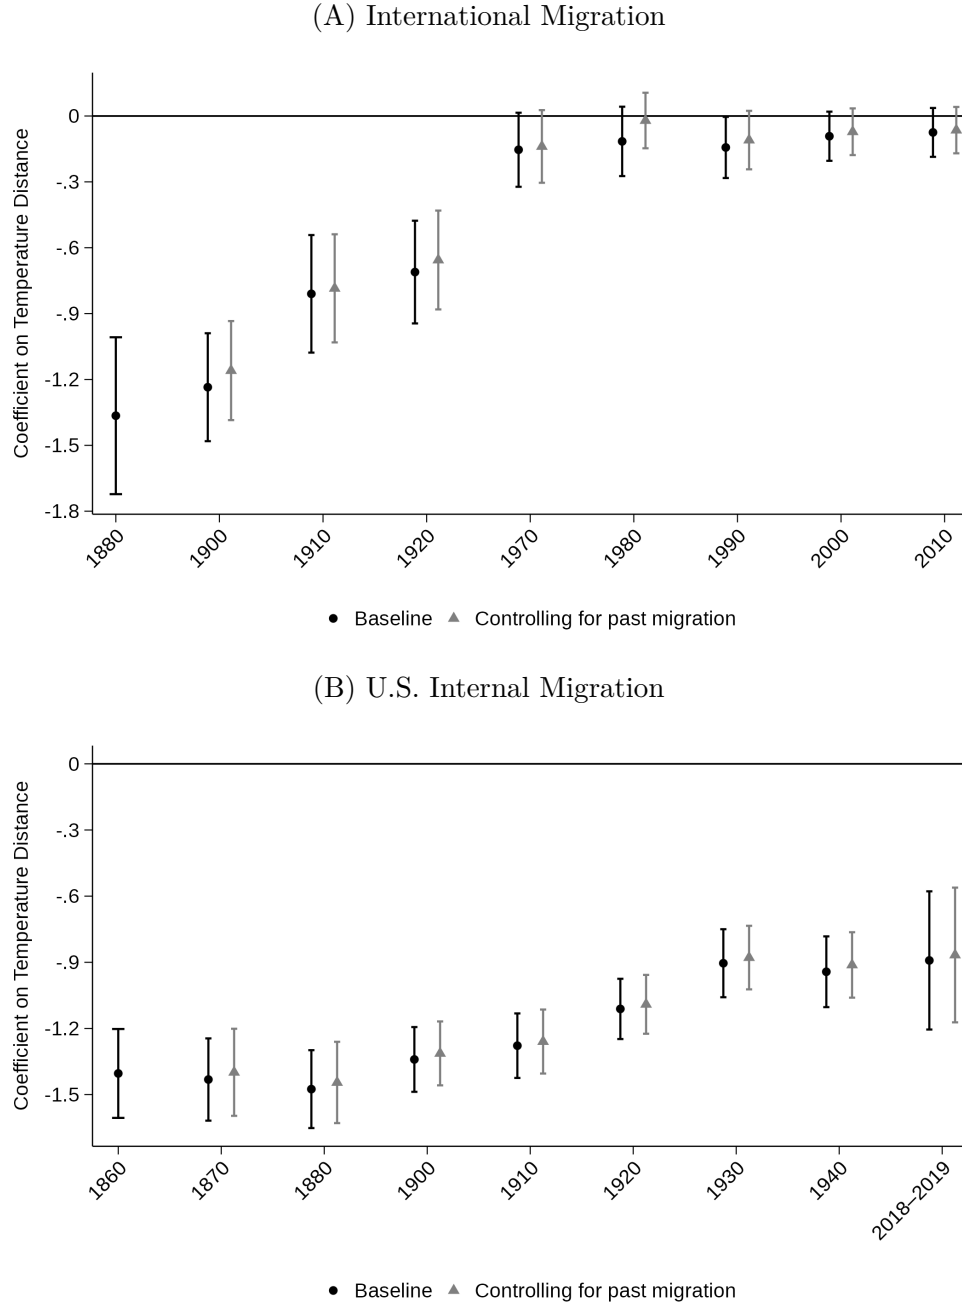 (A) International Migration
Coefficient on Temperature Distance
0
-.3
-.6
-.9
-1.2
-1.5
-1.8
1880 1900 1910 1920 1970 1980 1990 2000 2010
Baseline Controlling for past migration
(B) U.S. Internal Migration
Coefficient on Temperature Distance
0
-.3
-.6
-.9
-1.2
-1.5
1860 1870 1880 1900 1910 1920 1930 1940 2018–2019
Baseline Controlling for past migration